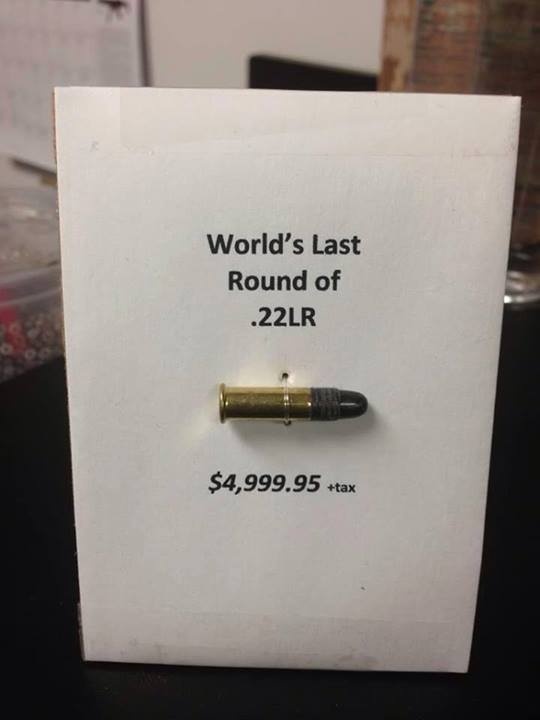 World's Last
Round of
.22LR
$4,999.95 +tax